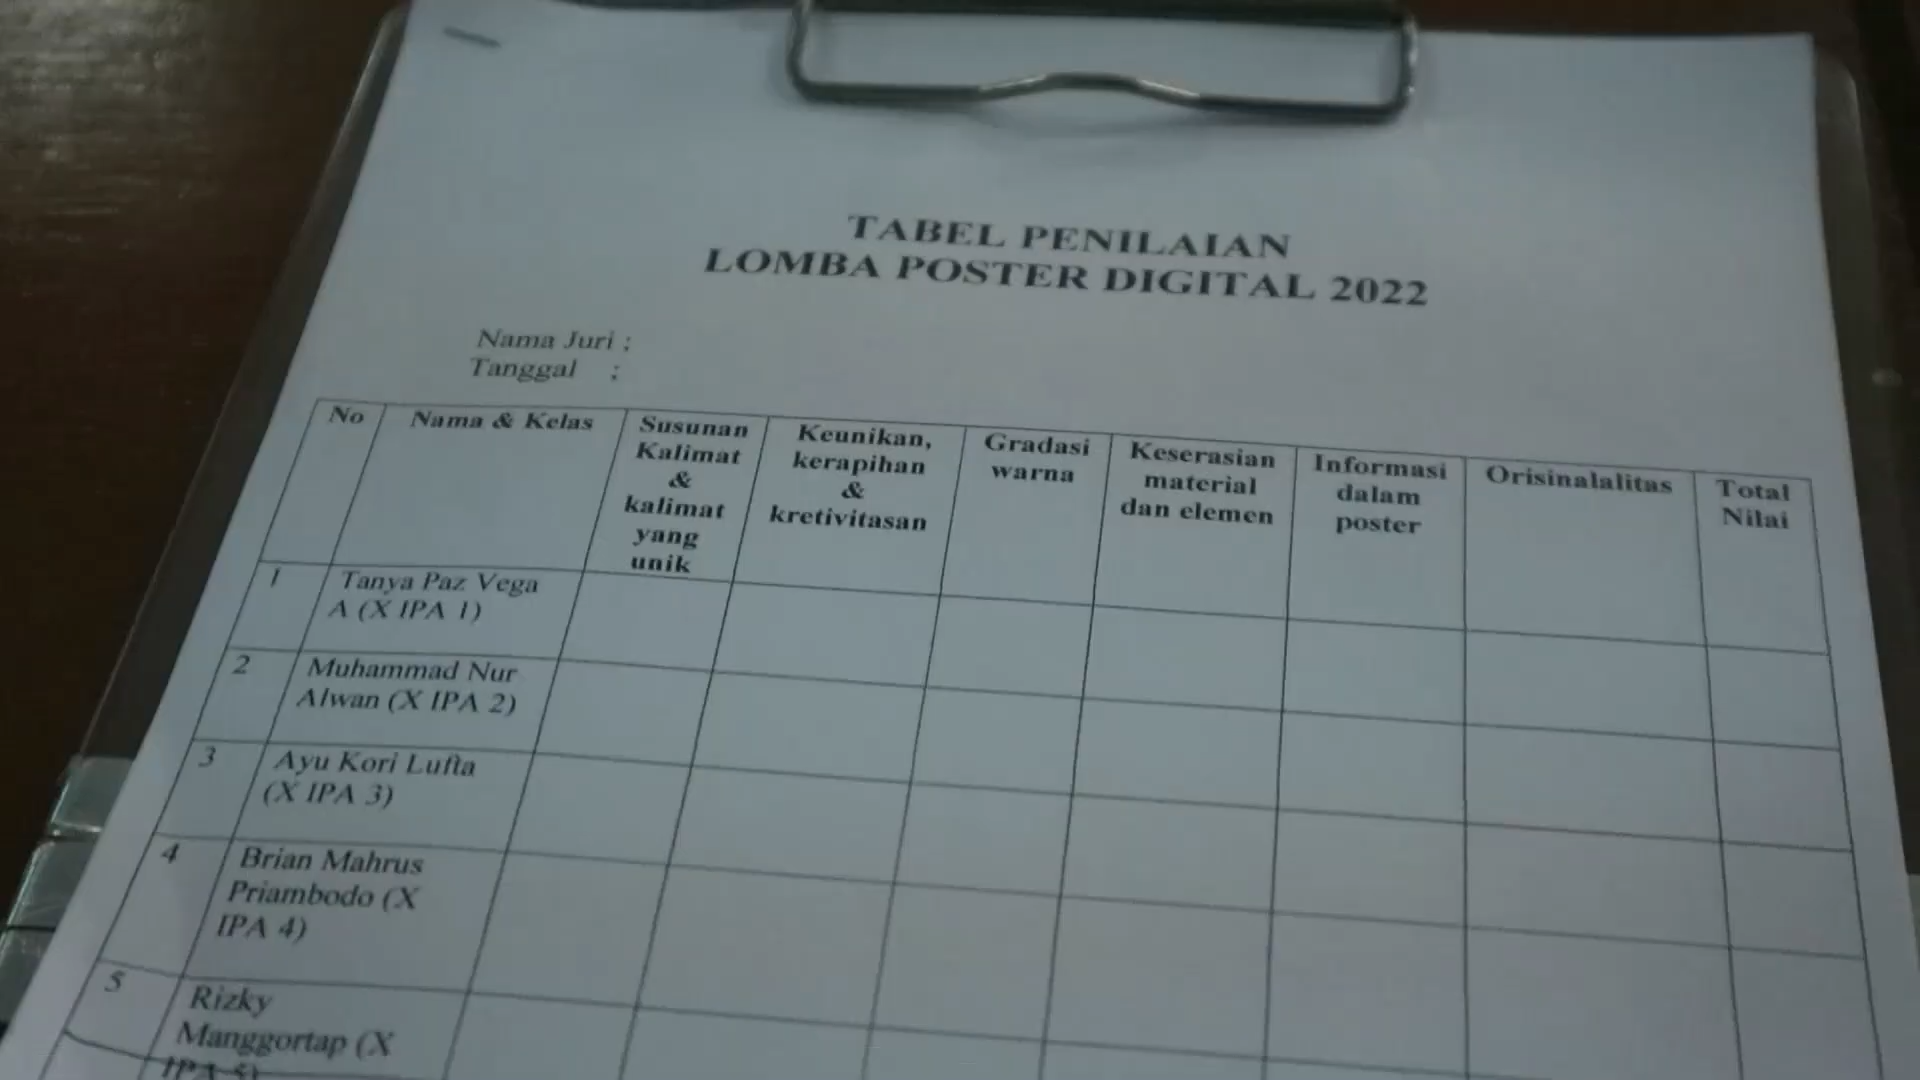 TABEL PENILAIAN
LOMBA POSTER DIGITAL 2022
Nama Juri :
Tanggal :
No
Nama & Kelas
Susunan
Kalimat
&
kalimat
yang
unik
Keunikan,
kerapihan
&
kretivitasan
Gradasi
warna
Keserasian
material
dan elemen
Informasi
dalam
poster
Orisinalalitas
Total
Nilai
1
Tanya Paz Vega
A (X IPA 1)
2
Muhammad Nur
Alwan (X IPA 2)
3
Ayu Kori Lufta
(X IPA 3)
4
Brian Mahrus
Priambodo (X
IPA 4)
5
Rizky
Manggortap (X
IPA 5)